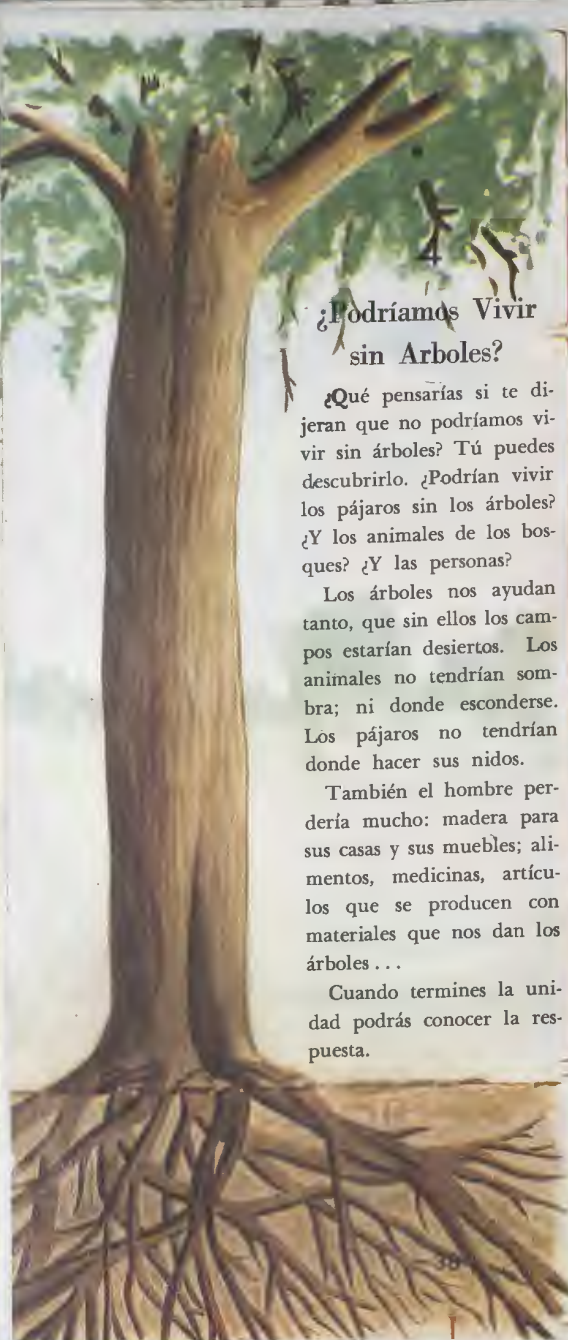 4
¿Podríamos Vivir
sin Arboles?
¿Qué pensarías si te di-
jeran que no podríamos vi-
vir sin árboles? Tú puedes
descubrirlo. ¿Podrían vivir
los pájaros sin los árboles?
¿Y los animales de los bos-
ques? ¿Y las personas?
Los árboles nos ayudan
tanto, que sin ellos los cam-
pos estarían desiertos. Los
animales no tendrían som-
bra; ni donde esconderse.
Los pájaros no tendrían
donde hacer sus nidos.
También el hombre per-
dería mucho: madera para
sus casas y sus muebles; ali-
mentos, medicinas, artícu-
los que se producen con
materiales que nos dan los
árboles...
Cuando termines la uni-
dad podrás conocer la res-
puesta.